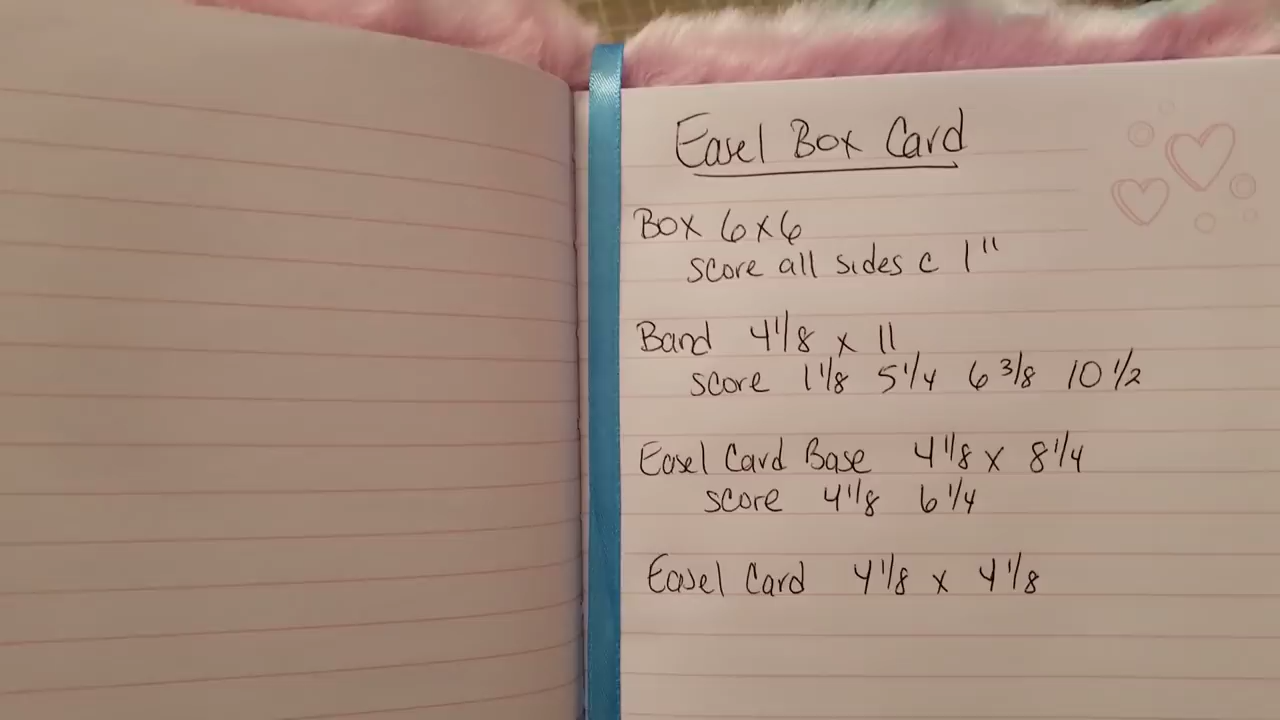 Easel Box Card
Box 6x6
score all sides c 1"
Band 4 1/8 x 11
score 1 1/8 5 1/4 6 3/8 10 1/2
Easel Card Base 4 1/8 x 8 1/4
score 4 1/8 6 1/4
Easel Card 4 1/8 x 4 1/8